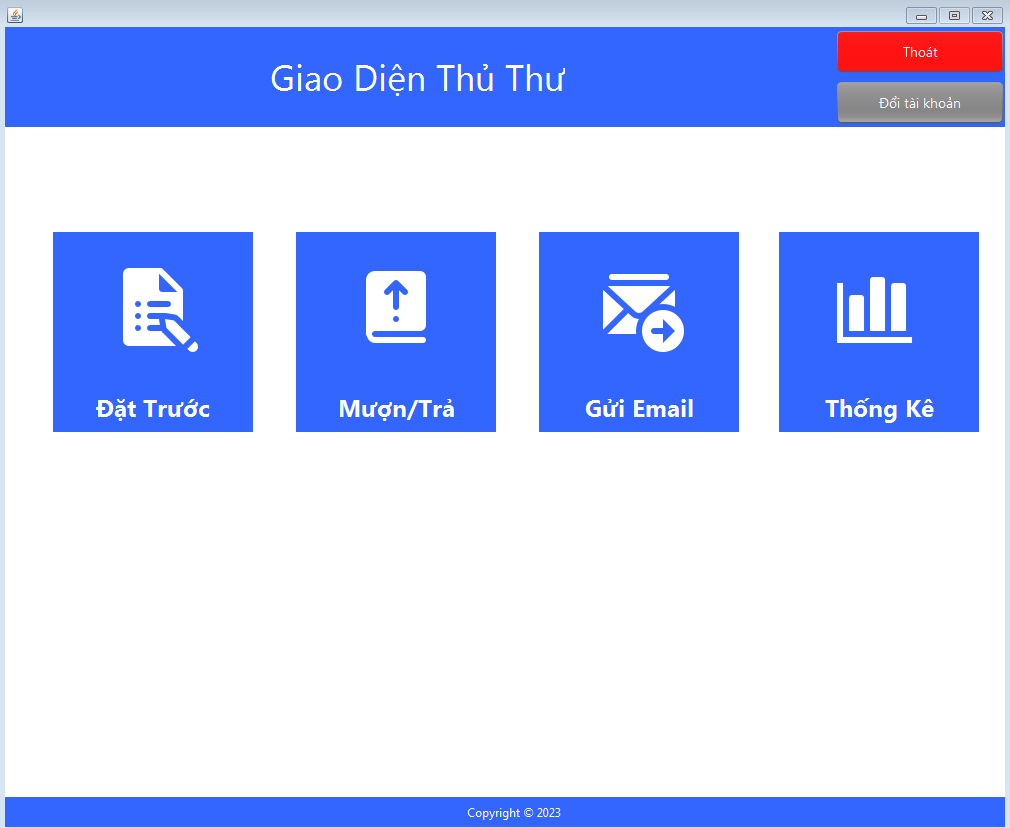 Giao Diện Thủ Thư
Thoát
Đổi tài khoản
Đặt Trước
Mượn/Trả
Gửi Email
Thống Kê
Copyright © 2023